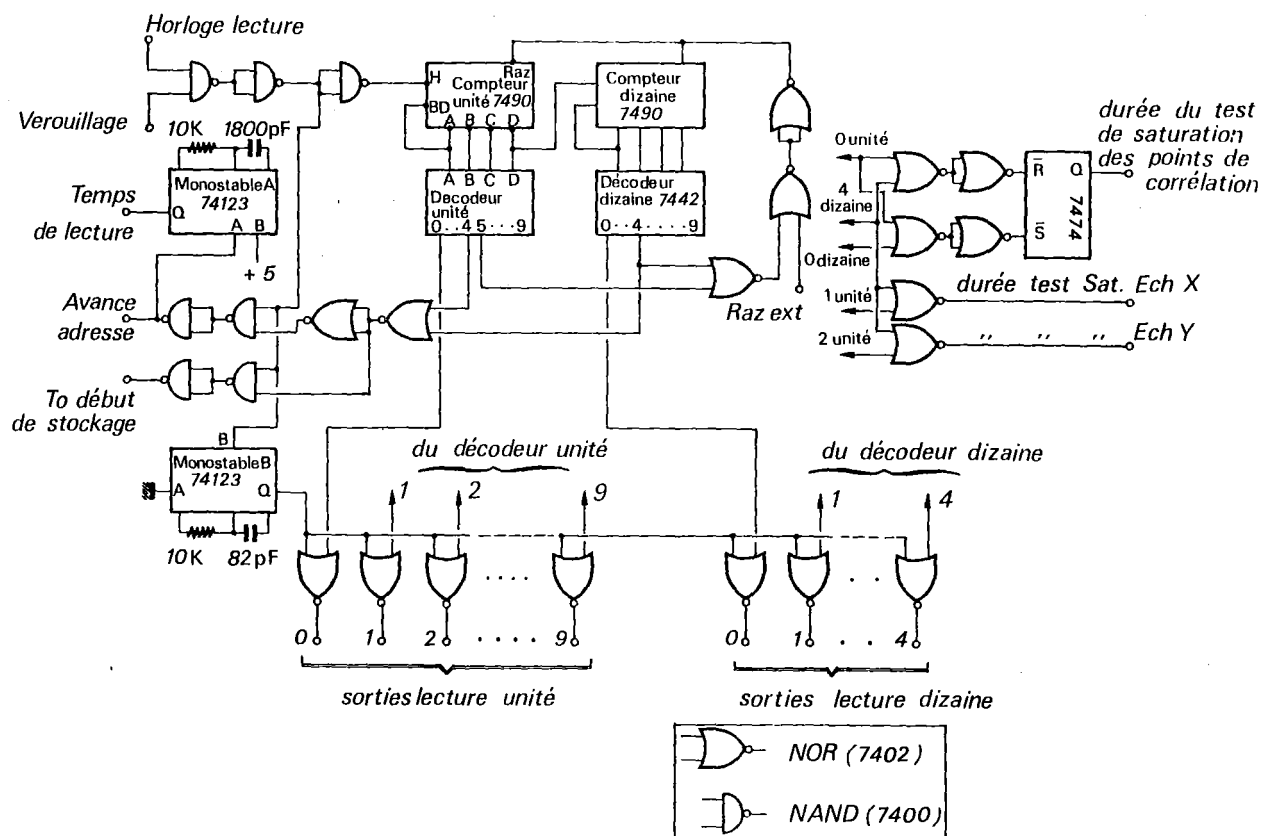 Horloge lecture
Verouillage
10K 1800pF
Monostable A
74123
Q
A B
+ 5
Temps
de lecture
Avance
adresse
To début
de stockage
B
Monostable B
74123
A Q
10K 82pF
H Raz
Compteur
unité 7490
BD
A B C D
A B C D
Decodeur
unité
0 . . 4 5 . . . 9
Compteur
dizaine
7490
Décodeur
dizaine 7442
0 . . 4 . . . . 9
Raz ext
0 unité
4
dizaine
0 dizaine
1 unité
2 unité
R̅ Q
7474
S̅
durée du test
de saturation
des points de
corrélation
durée test Sat. Ech X
,, ,, ,, Ech Y
du décodeur unité
1 2 9
du décodeur dizaine
1 4
0 1 2 . . . . . 9
sorties lecture unité
0 1 . . 4
sorties lecture dizaine
NOR (7402)
NAND (7400)